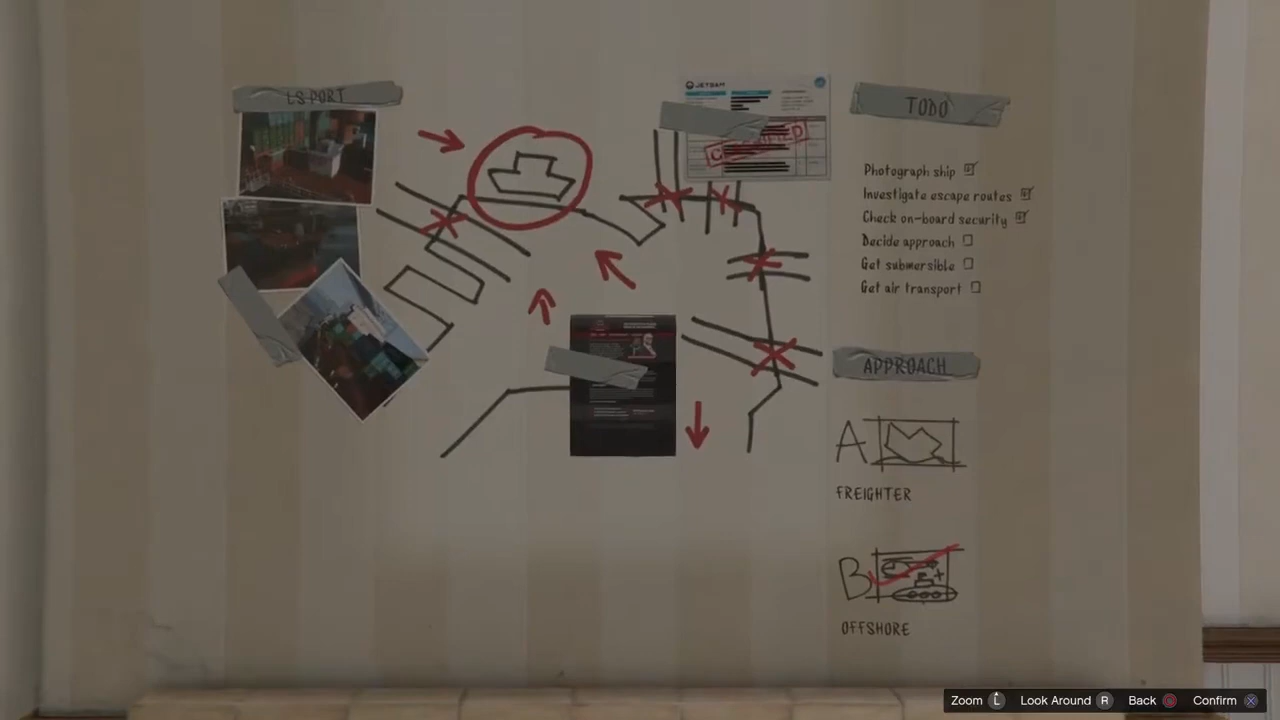 LS PORT
JETSAM
TODO
Photograph ship
Investigate escape routes
Check on-board security
Decide approach
Get submersible
Get air transport
APPROACH
A
FREIGHTER
B
OFFSHORE
Zoom L Look Around R Back Confirm